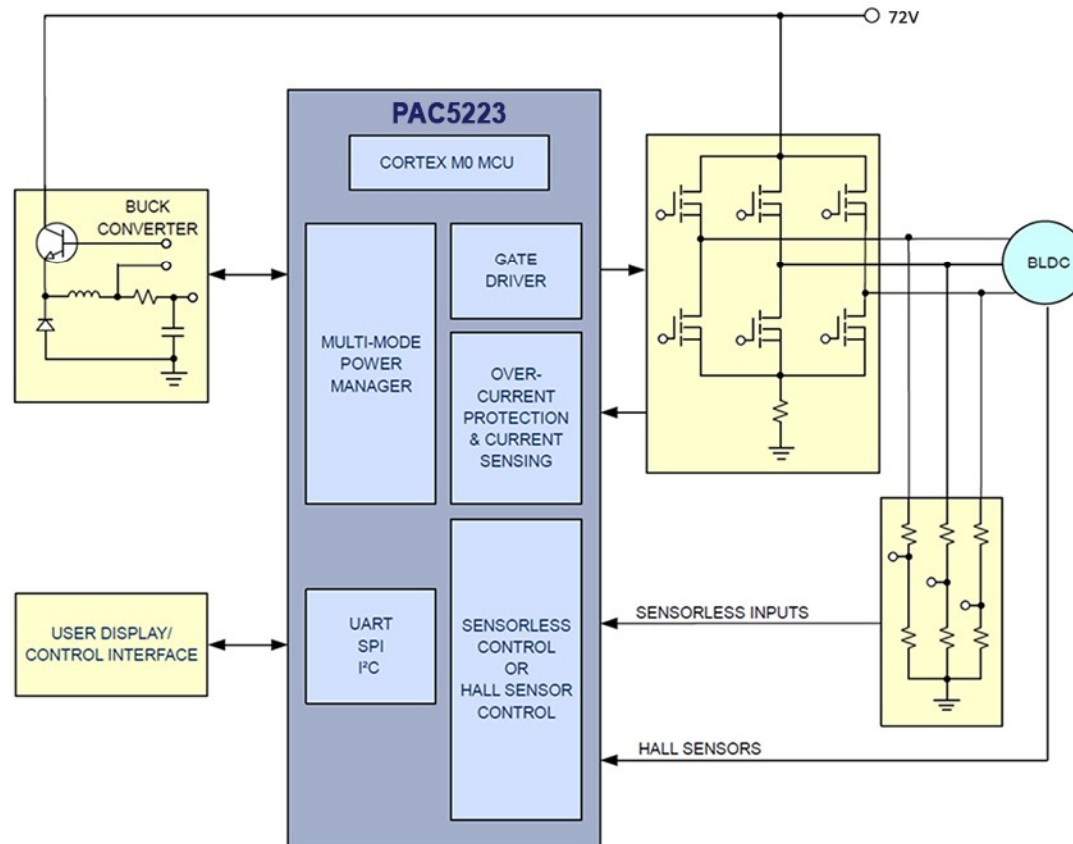 72V
PAC5223
CORTEX M0 MCU
BUCK
CONVERTER
GATE
DRIVER
BLDC
MULTI-MODE
POWER
MANAGER
OVER-
CURRENT
PROTECTION
& CURRENT
SENSING
USER DISPLAY/
CONTROL INTERFACE
UART
SPI
I²C
SENSORLESS
CONTROL
OR
HALL SENSOR
CONTROL
SENSORLESS INPUTS
HALL SENSORS